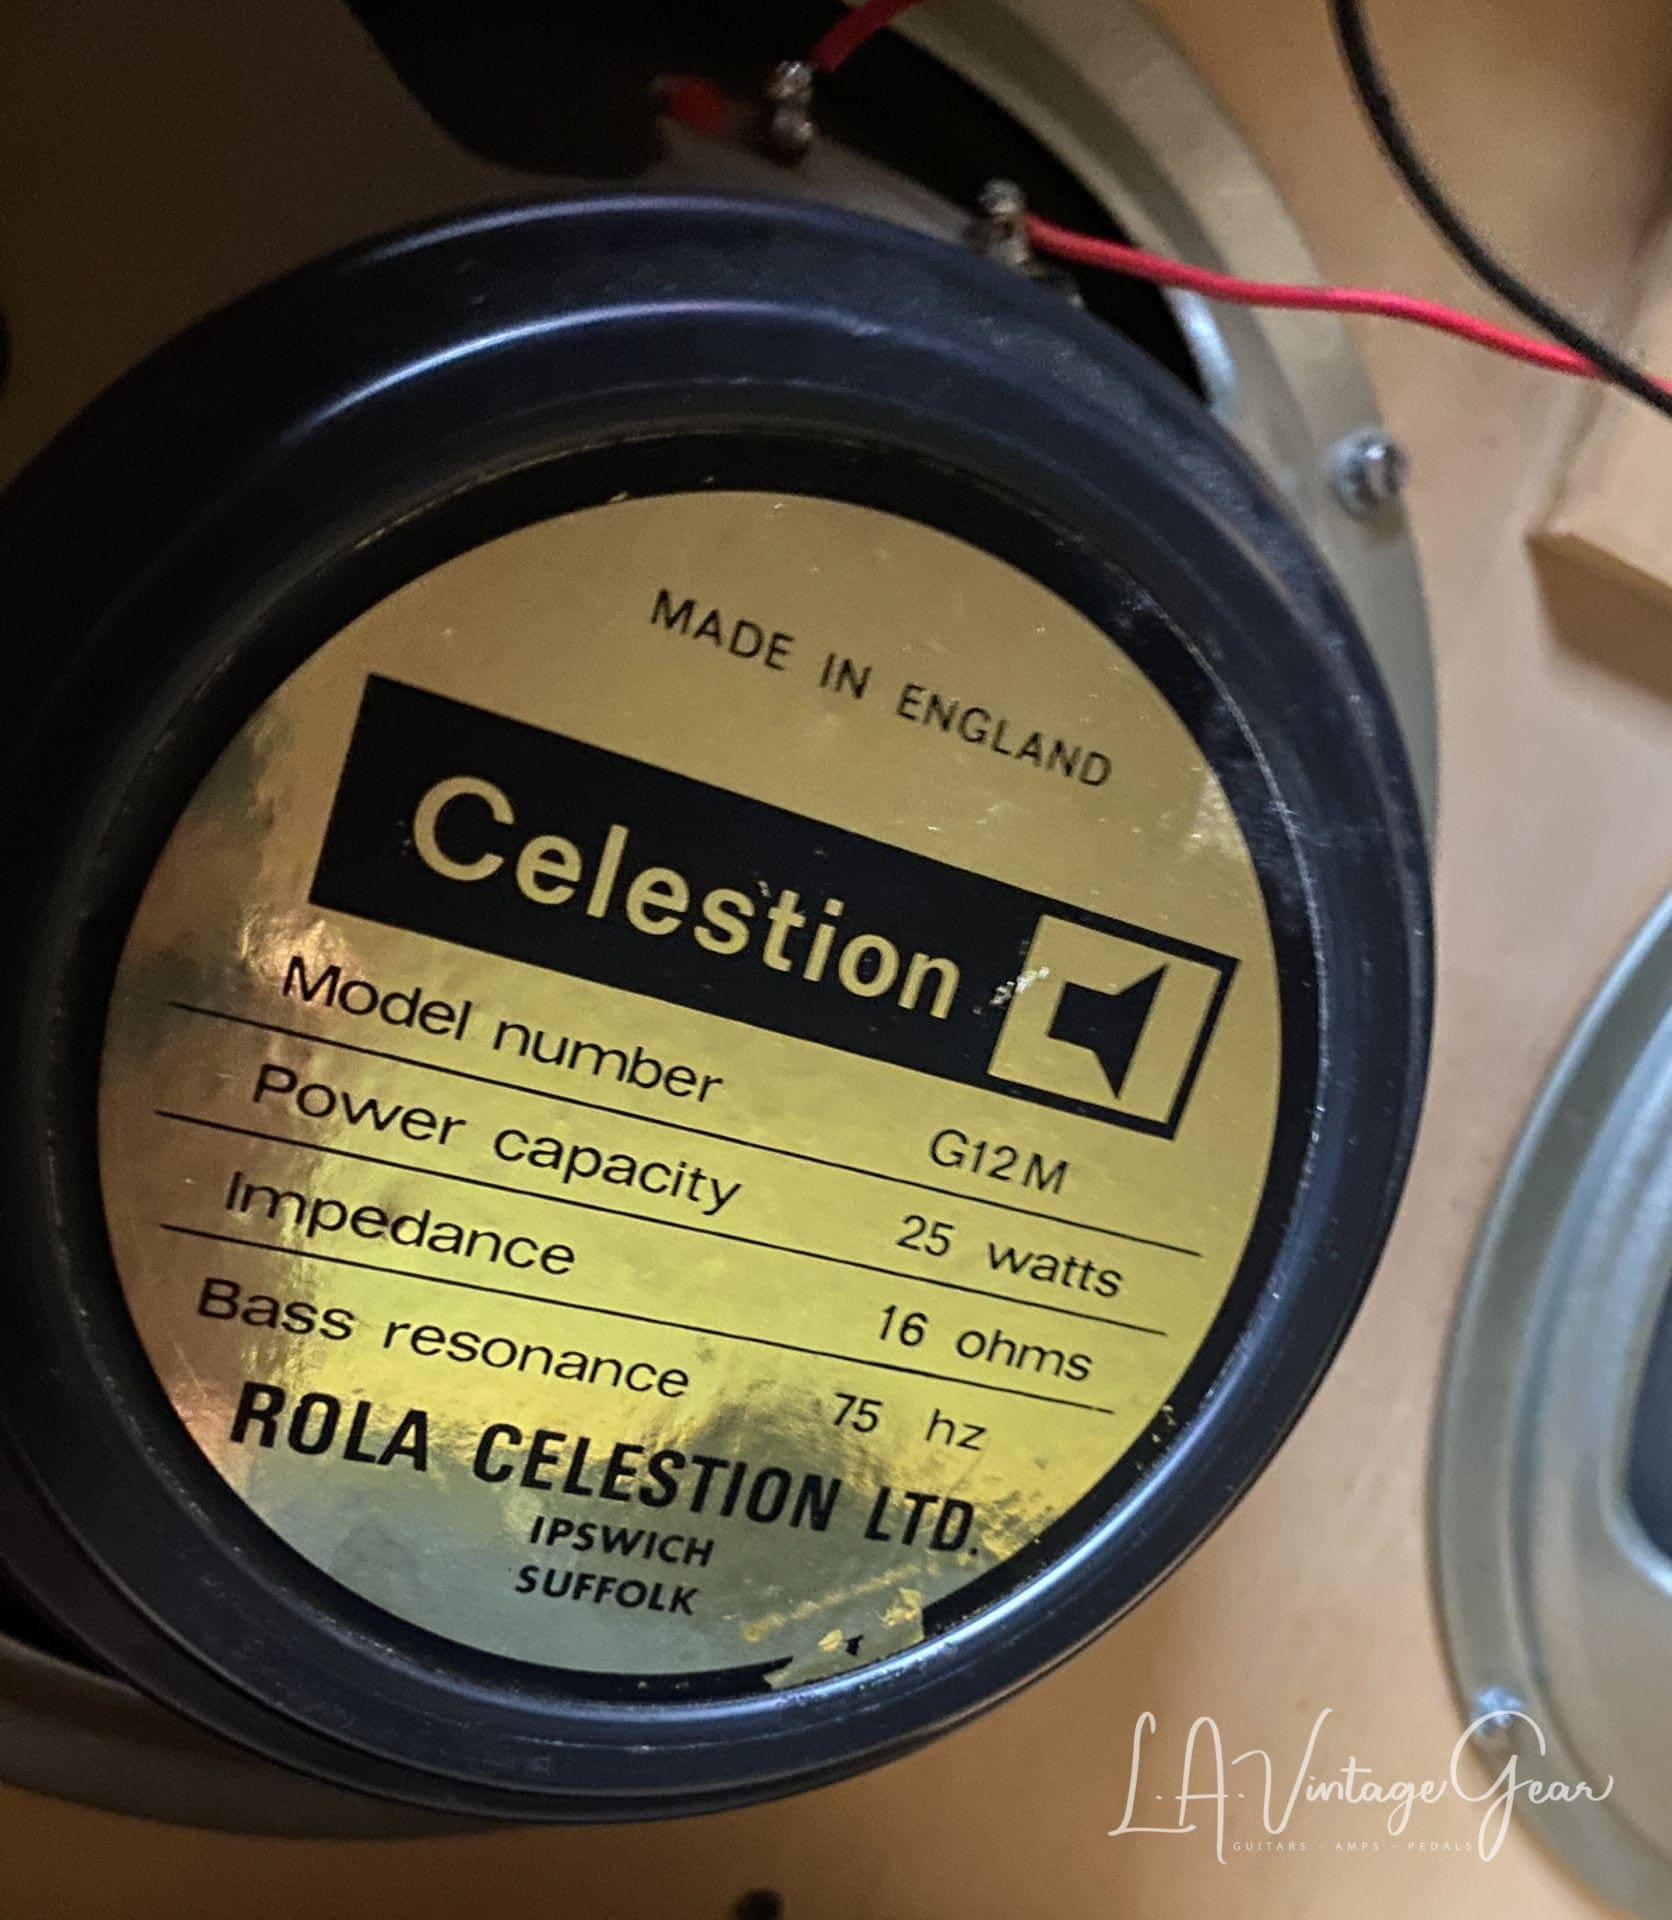 MADE IN ENGLAND
Celestion
Model number G12M
Power capacity 25 watts
Impedance 16 ohms
Bass resonance 75 hz
ROLA CELESTION LTD.
IPSWICH
SUFFOLK
L.A. Vintage Gear
GUITARS - AMPS - PEDALS